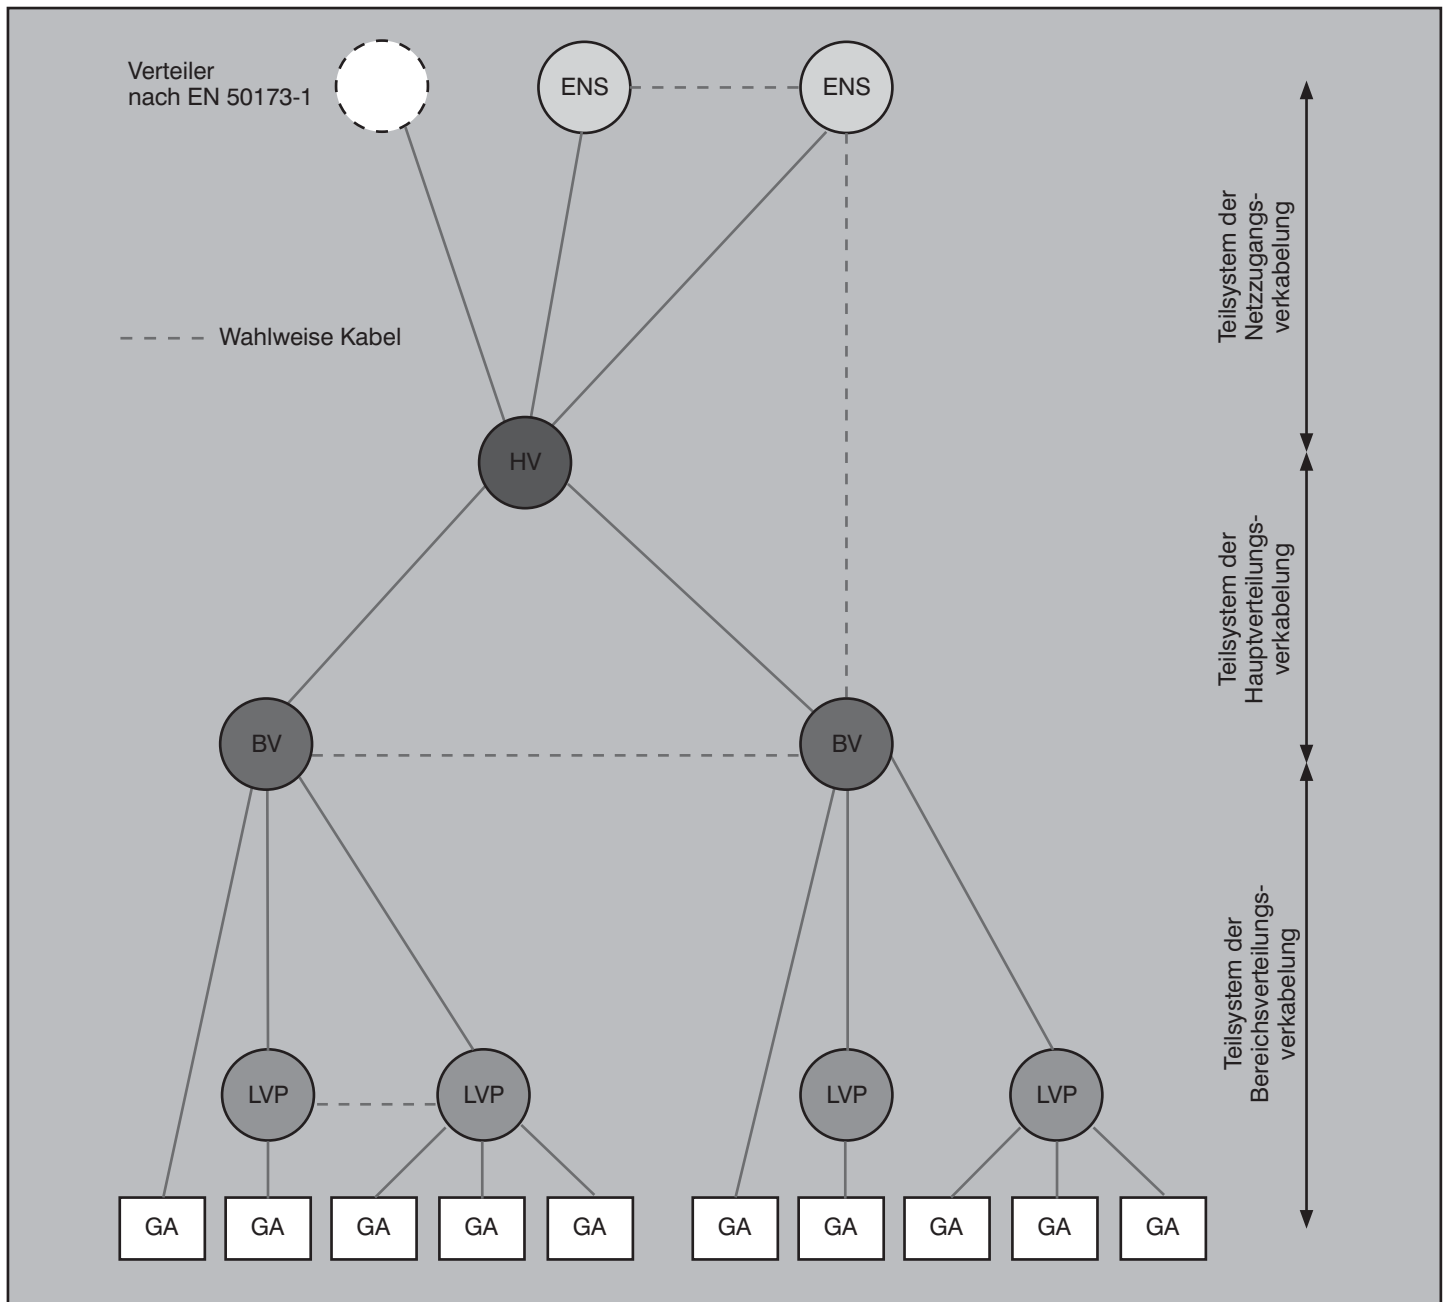 Verteiler
nach EN 50173-1
ENS
ENS
Teilsystem der
Netzzugangs-
verkabelung
Wahlweise Kabel
HV
Teilsystem der
Hauptverteilungs-
verkabelung
BV
BV
Teilsystem der
Bereichsverteilungs-
verkabelung
LVP
LVP
LVP
LVP
GA
GA
GA
GA
GA
GA
GA
GA
GA
GA